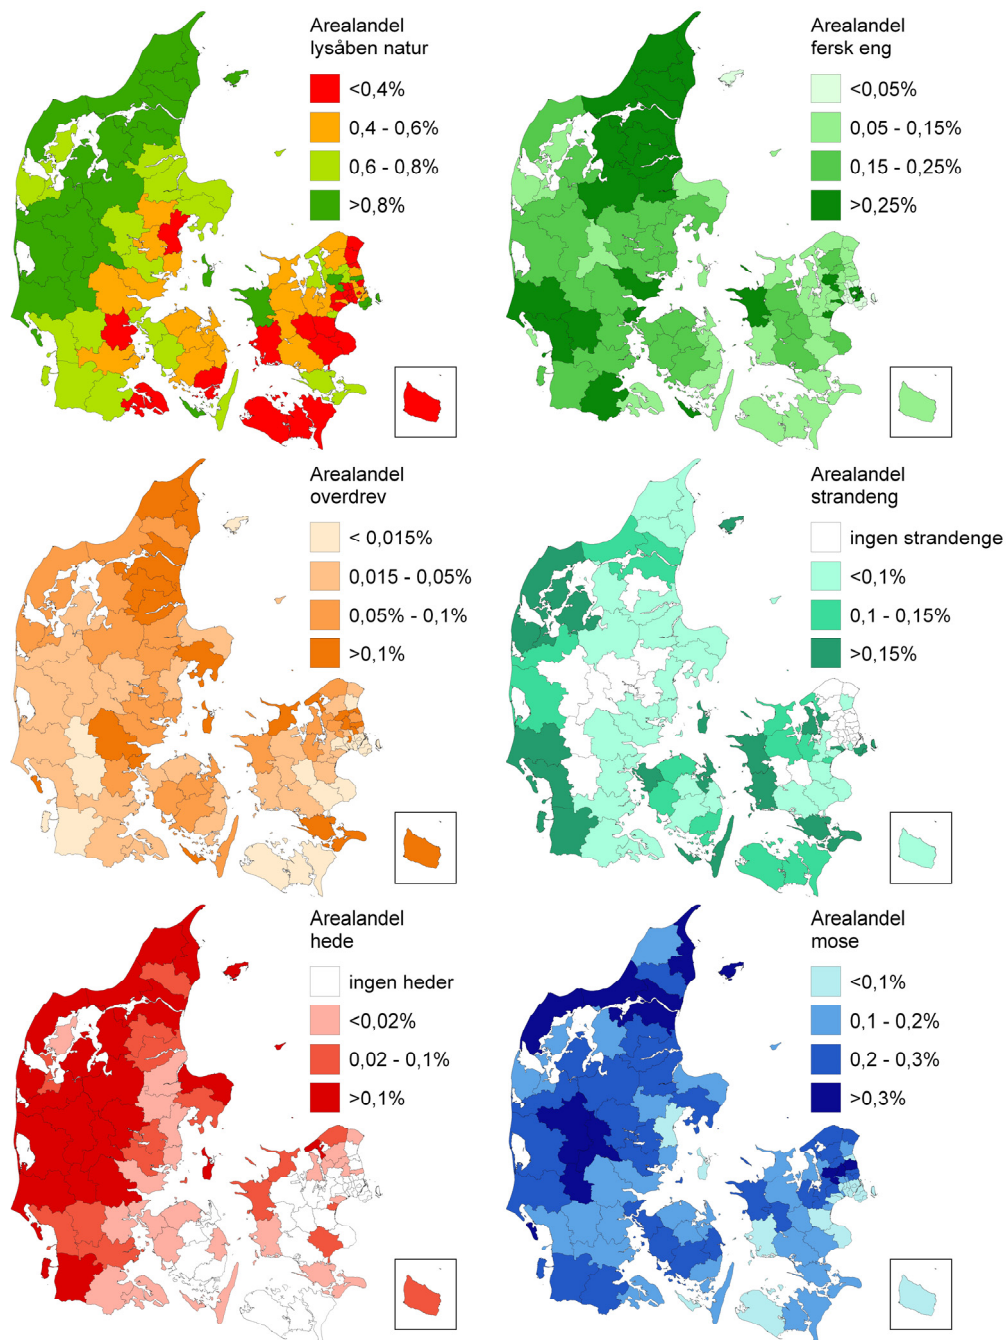 Arealandel
lysåben natur
<0,4%
0,4 - 0,6%
0,6 - 0,8%
>0,8%
Arealandel
fersk eng
<0,05%
0,05 - 0,15%
0,15 - 0,25%
>0,25%
Arealandel
overdrev
< 0,015%
0,015 - 0,05%
0,05% - 0,1%
>0,1%
Arealandel
strandeng
ingen strandenge
<0,1%
0,1 - 0,15%
>0,15%
Arealandel
hede
ingen heder
<0,02%
0,02 - 0,1%
>0,1%
Arealandel
mose
<0,1%
0,1 - 0,2%
0,2 - 0,3%
>0,3%